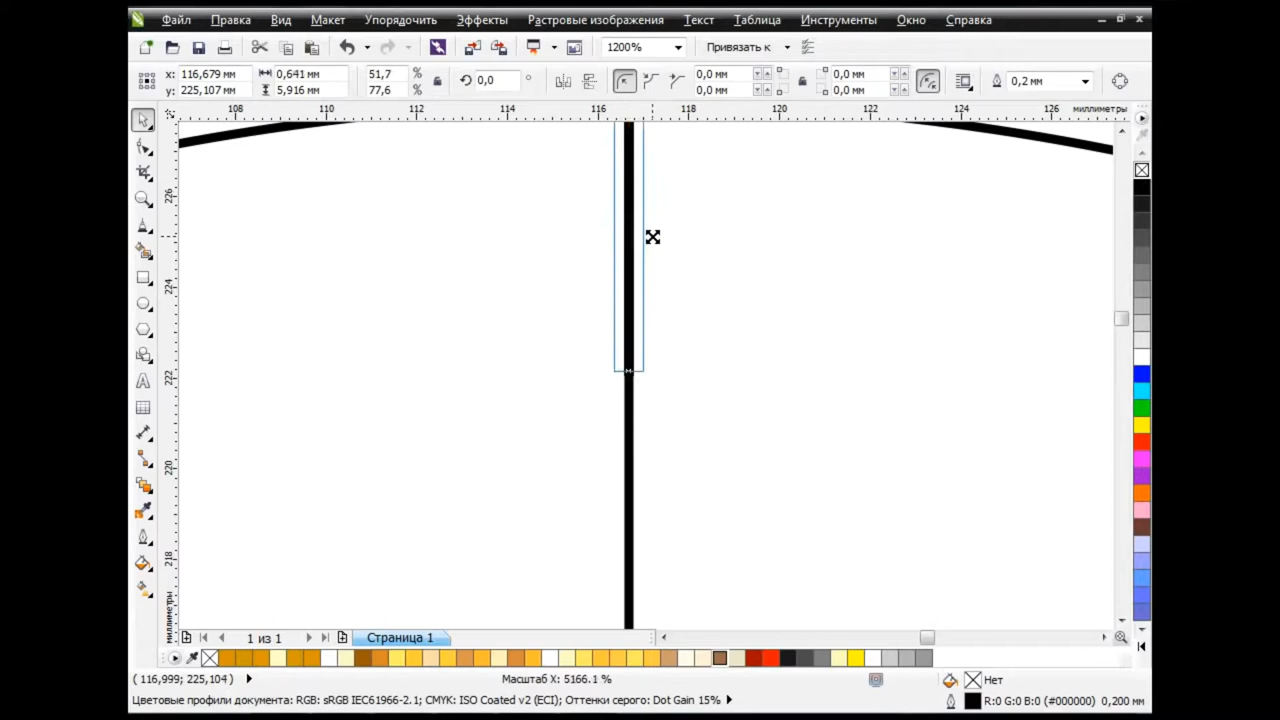 Файл Правка Вид Макет Упорядочить Эффекты Растровые изображения Текст Таблица Инструменты Окно Справка
1200% Привязать к
x: 116,679 мм 0,641 мм 51,7 % 0,0 ° 0,0 мм 0,0 мм 0,2 мм
y: 225,107 мм 5,916 мм 77,6 % 0,0 мм 0,0 мм
108 110 112 114 116 118 120 122 124 126 миллиметры
226
224
222
220
218
миллиметры
1 из 1 Страница 1
( 116,999; 225,104 ) Масштаб X: 5166.1 % Нет
Цветовые профили документа: RGB: sRGB IEC61966-2.1; CMYK: ISO Coated v2 (ECI); Оттенки серого: Dot Gain 15% R:0 G:0 B:0 (#000000) 0,200 мм